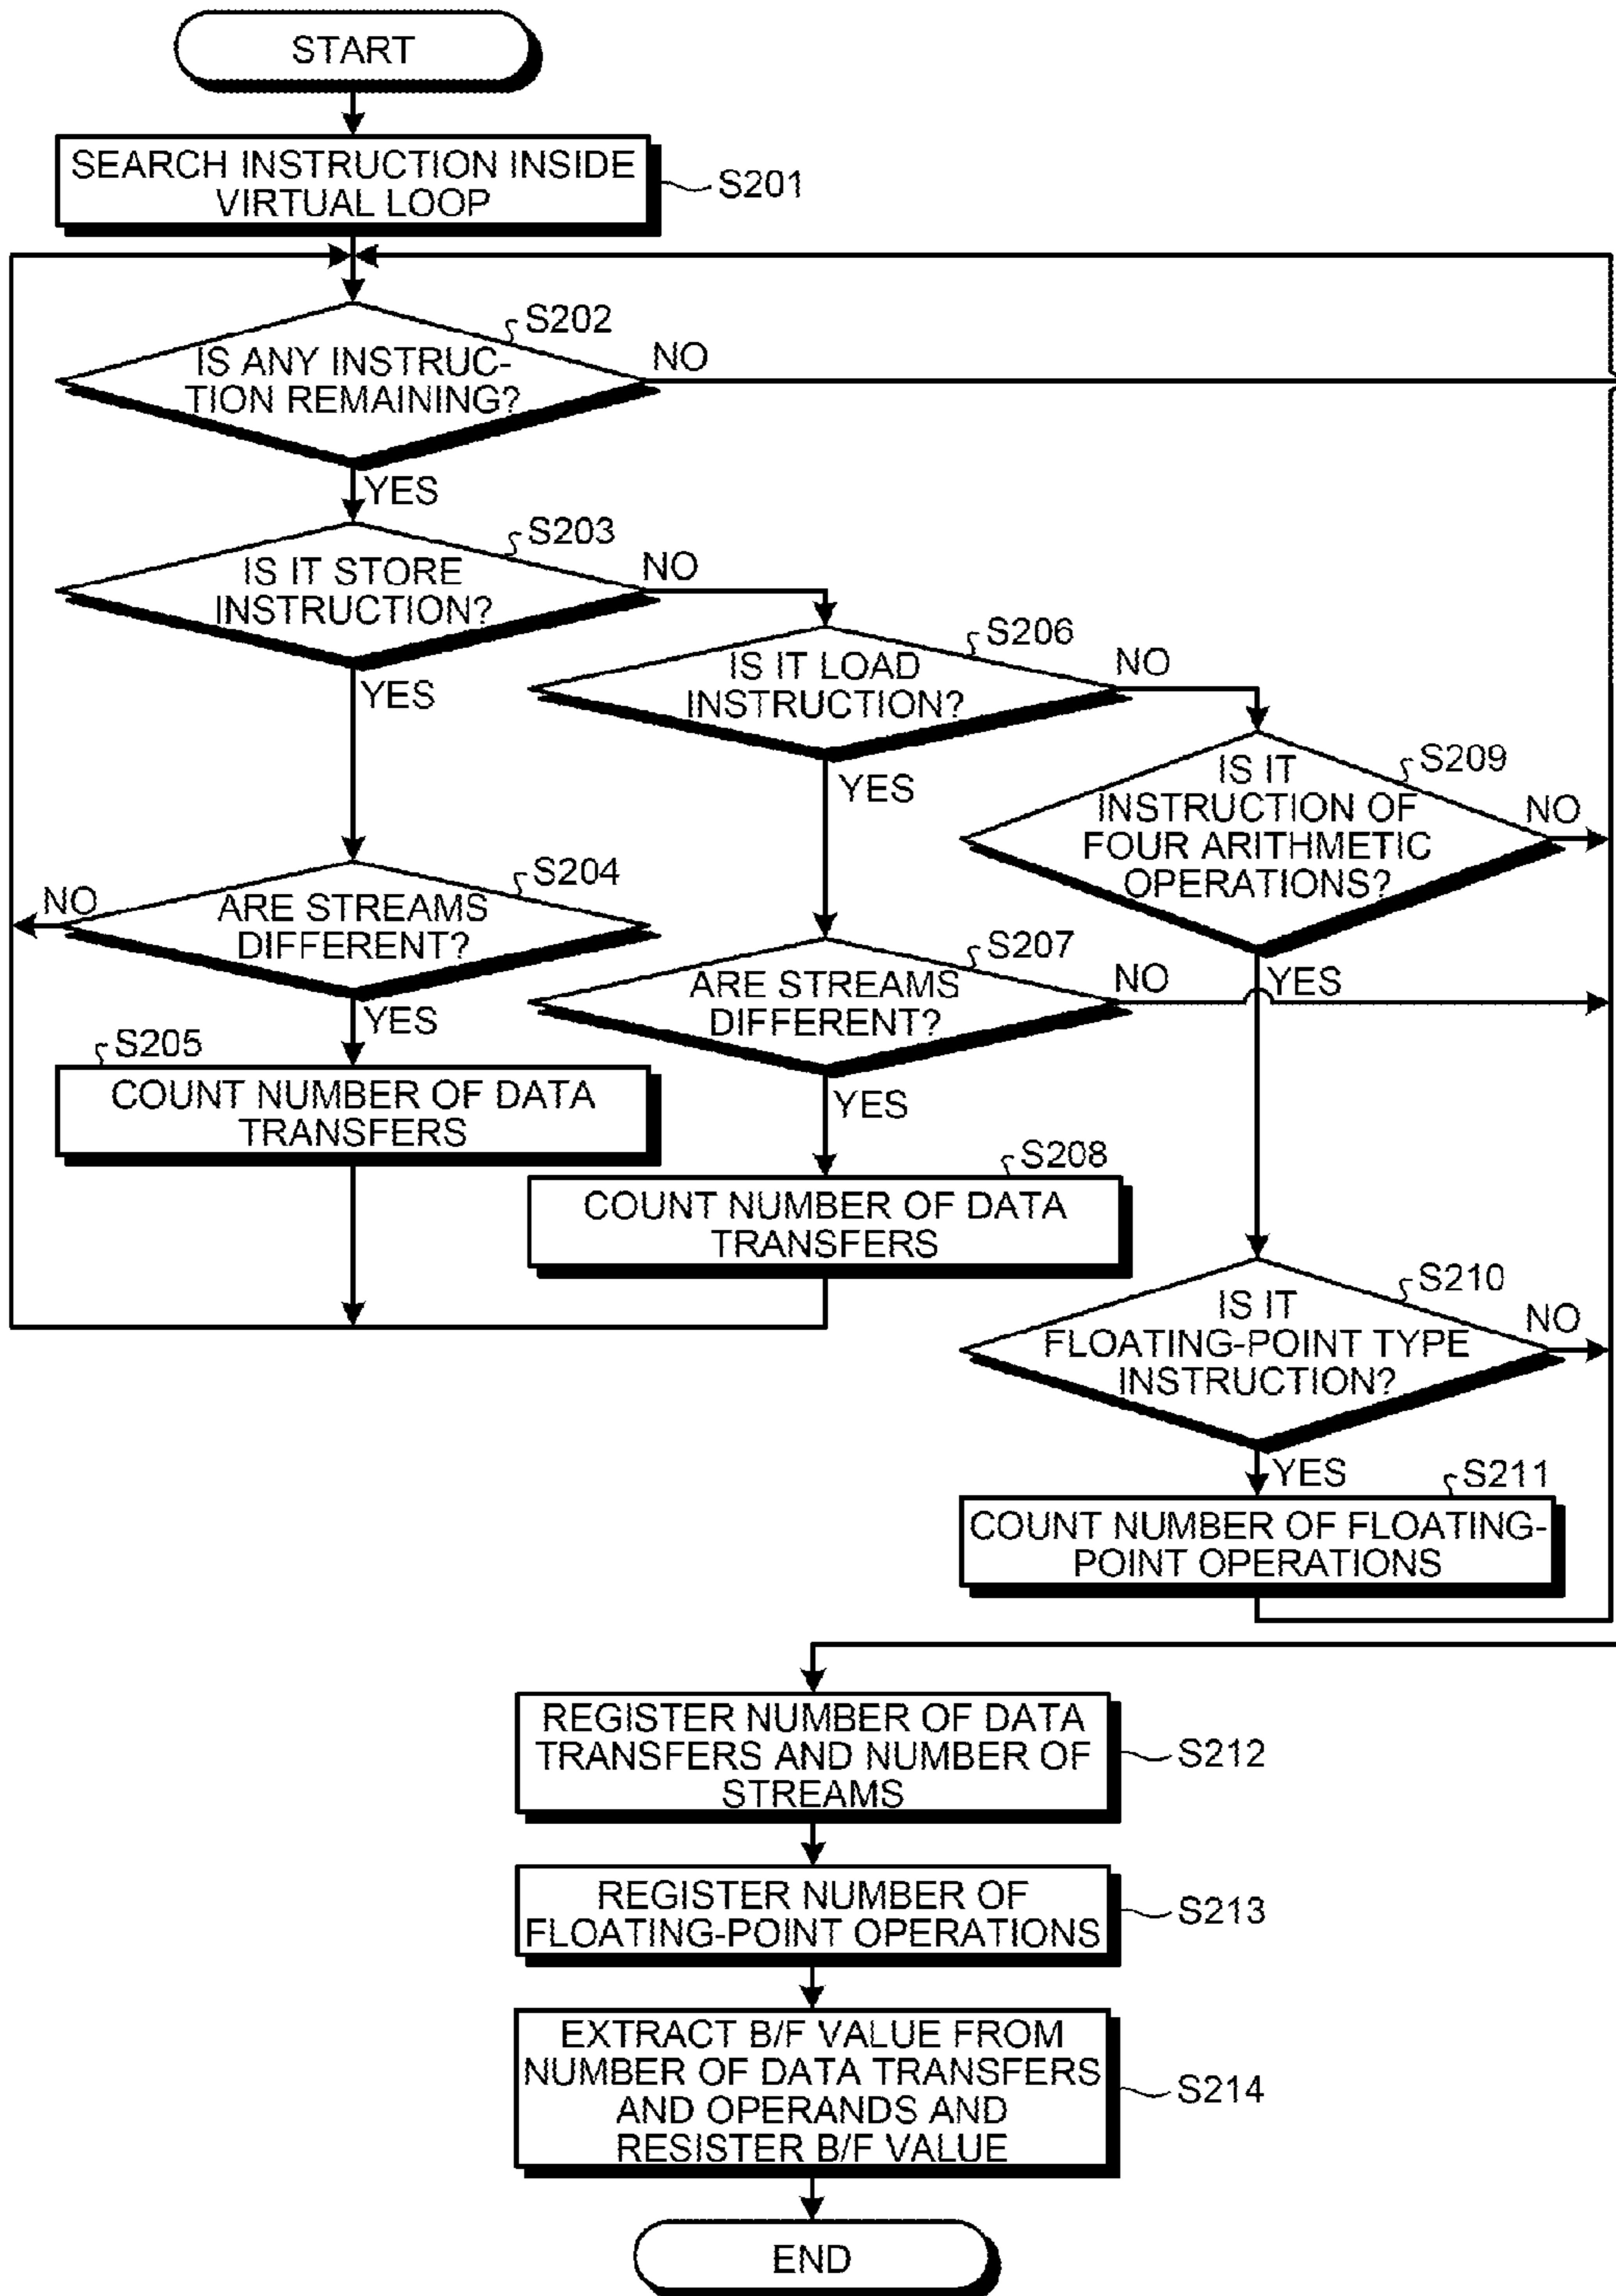 START
SEARCH INSTRUCTION INSIDE
VIRTUAL LOOP
S201
S202
IS ANY INSTRUC-
TION REMAINING?
NO
YES
S203
IS IT STORE
INSTRUCTION?
NO
YES
S206
IS IT LOAD
INSTRUCTION?
NO
YES
S209
IS IT
INSTRUCTION OF
FOUR ARITHMETIC
OPERATIONS?
NO
YES
S204
ARE STREAMS
DIFFERENT?
NO
YES
S207
ARE STREAMS
DIFFERENT?
NO
YES
S205
COUNT NUMBER OF DATA
TRANSFERS
S208
COUNT NUMBER OF DATA
TRANSFERS
S210
IS IT
FLOATING-POINT TYPE
INSTRUCTION?
NO
YES
S211
COUNT NUMBER OF FLOATING-
POINT OPERATIONS
REGISTER NUMBER OF DATA
TRANSFERS AND NUMBER OF
STREAMS
S212
REGISTER NUMBER OF
FLOATING-POINT OPERATIONS
S213
EXTRACT B/F VALUE FROM
NUMBER OF DATA TRANSFERS
AND OPERANDS AND
RESISTER B/F VALUE
S214
END